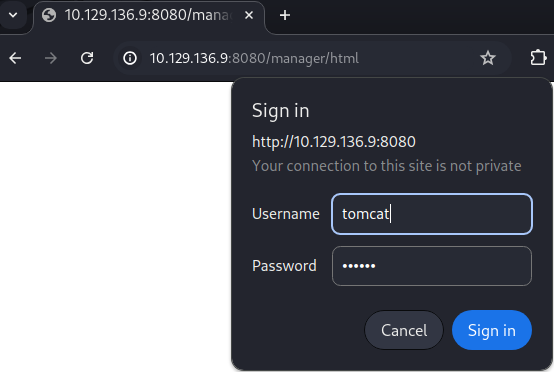 10.129.136.9:8080/mana
10.129.136.9:8080/manager/html
Sign in
http://10.129.136.9:8080
Your connection to this site is not private
Username tomcat
Password ••••••
Cancel Sign in